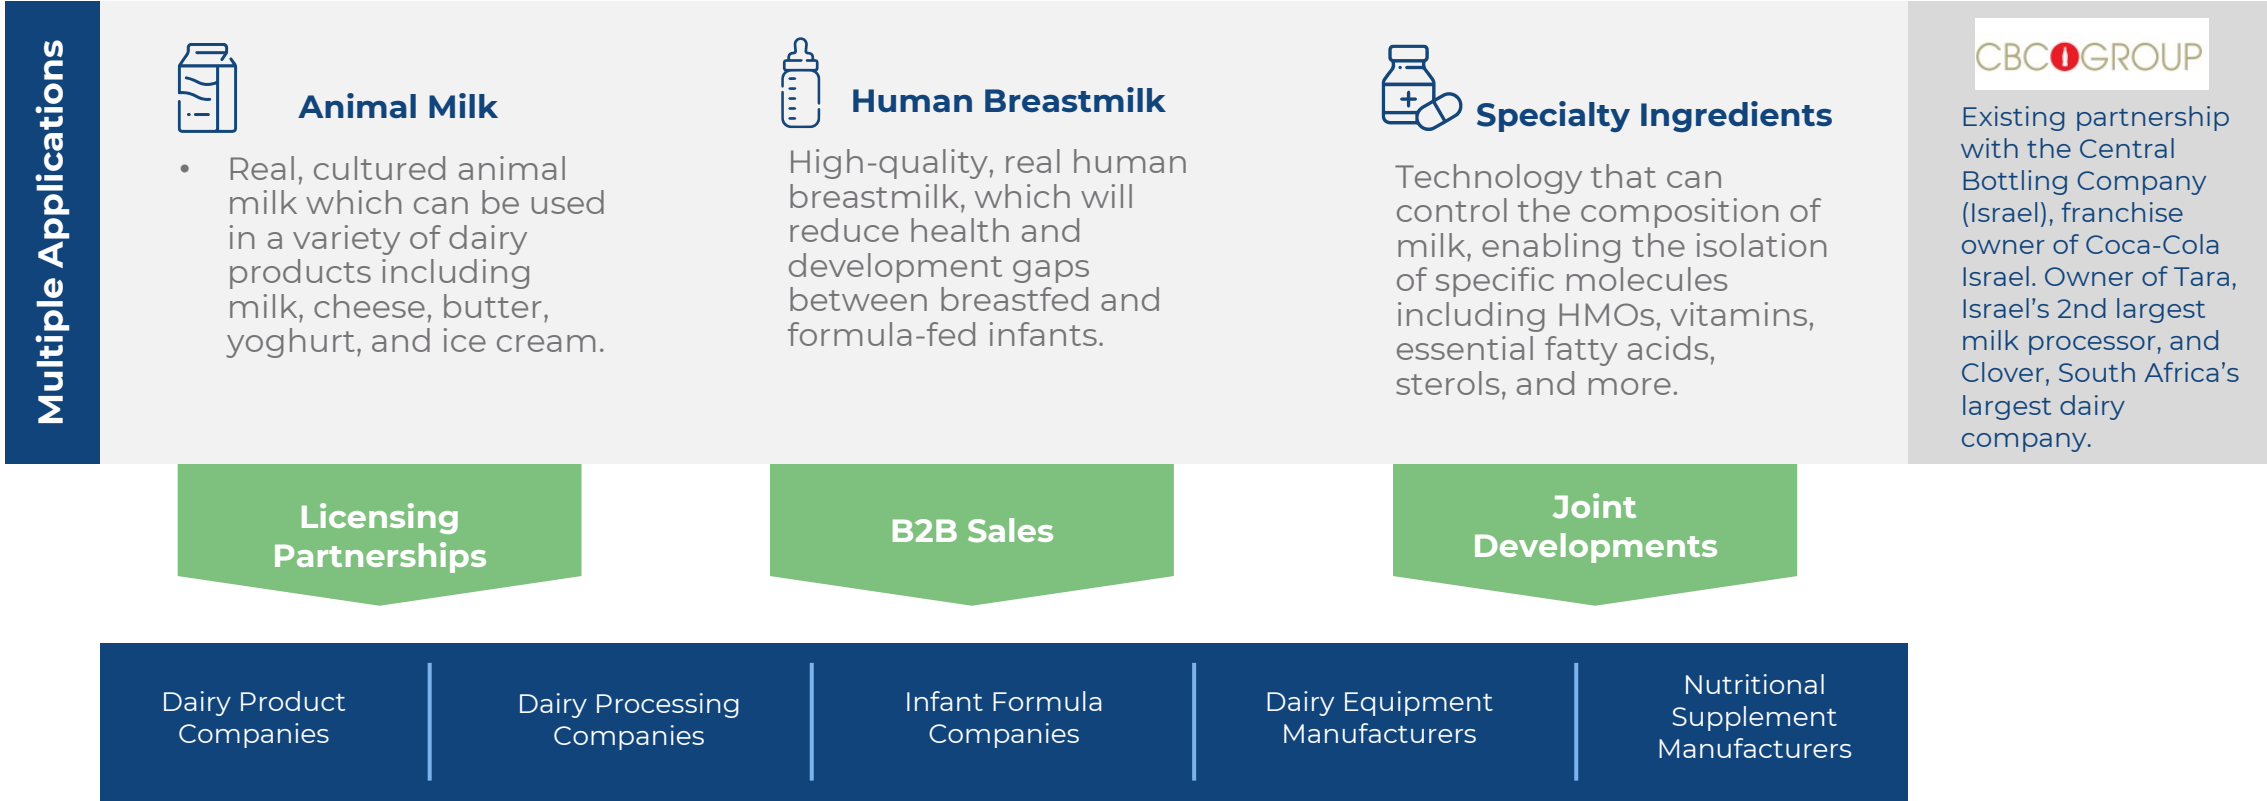 Multiple Applications
Animal Milk
• Real, cultured animal
milk which can be used
in a variety of dairy
products including
milk, cheese, butter,
yoghurt, and ice cream.
Human Breastmilk
High-quality, real human
breastmilk, which will
reduce health and
development gaps
between breastfed and
formula-fed infants.
Specialty Ingredients
Technology that can
control the composition of
milk, enabling the isolation
of specific molecules
including HMOs, vitamins,
essential fatty acids,
sterols, and more.
CBC GROUP
Existing partnership
with the Central
Bottling Company
(Israel), franchise
owner of Coca-Cola
Israel. Owner of Tara,
Israel’s 2nd largest
milk processor, and
Clover, South Africa’s
largest dairy
company.
Licensing
Partnerships
B2B Sales
Joint
Developments
Dairy Product
Companies
Dairy Processing
Companies
Infant Formula
Companies
Dairy Equipment
Manufacturers
Nutritional
Supplement
Manufacturers